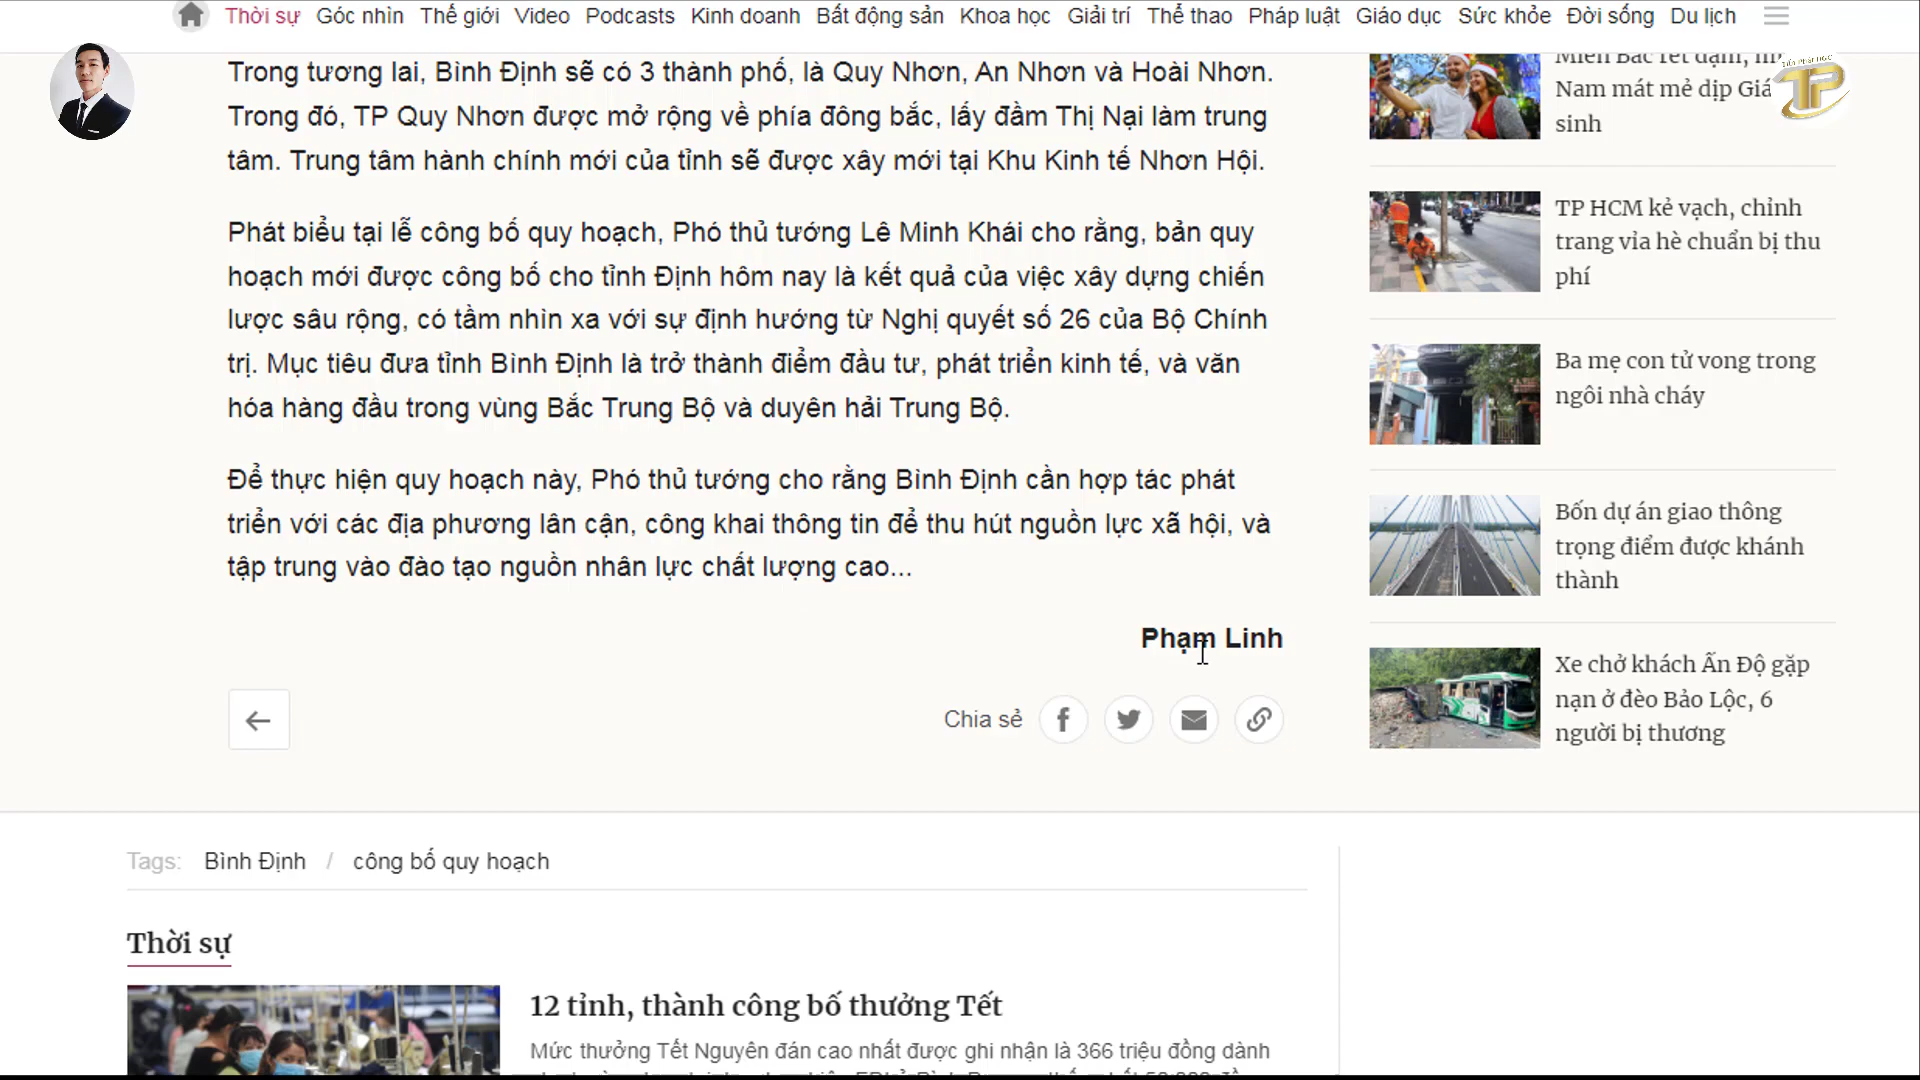 Thời sự Góc nhìn Thế giới Video Podcasts Kinh doanh Bất động sản Khoa học Giải trí Thể thao Pháp luật Giáo dục Sức khỏe Đời sống Du lịch
Trong tương lai, Bình Định sẽ có 3 thành phố, là Quy Nhơn, An Nhơn và Hoài Nhơn.
Trong đó, TP Quy Nhơn được mở rộng về phía đông bắc, lấy đầm Thị Nại làm trung
tâm. Trung tâm hành chính mới của tỉnh sẽ được xây mới tại Khu Kinh tế Nhơn Hội.
Phát biểu tại lễ công bố quy hoạch, Phó thủ tướng Lê Minh Khái cho rằng, bản quy
hoạch mới được công bố cho tỉnh Định hôm nay là kết quả của việc xây dựng chiến
lược sâu rộng, có tầm nhìn xa với sự định hướng từ Nghị quyết số 26 của Bộ Chính
trị. Mục tiêu đưa tỉnh Bình Định là trở thành điểm đầu tư, phát triển kinh tế, và văn
hóa hàng đầu trong vùng Bắc Trung Bộ và duyên hải Trung Bộ.
Để thực hiện quy hoạch này, Phó thủ tướng cho rằng Bình Định cần hợp tác phát
triển với các địa phương lân cận, công khai thông tin để thu hút nguồn lực xã hội, và
tập trung vào đào tạo nguồn nhân lực chất lượng cao...
Phạm Linh
Chia sẻ
Miền Bắc rét đậm,
Nam mát mẻ dịp Giá
sinh
TP
TP HCM kẻ vạch, chỉnh
trang vỉa hè chuẩn bị thu
phí
Ba mẹ con tử vong trong
ngôi nhà cháy
Bốn dự án giao thông
trọng điểm được khánh
thành
Xe chở khách Ấn Độ gặp
nạn ở đèo Bảo Lộc, 6
người bị thương
Tags: Bình Định / công bố quy hoạch
Thời sự
12 tỉnh, thành công bố thưởng Tết
Mức thưởng Tết Nguyên đán cao nhất được ghi nhận là 366 triệu đồng dành